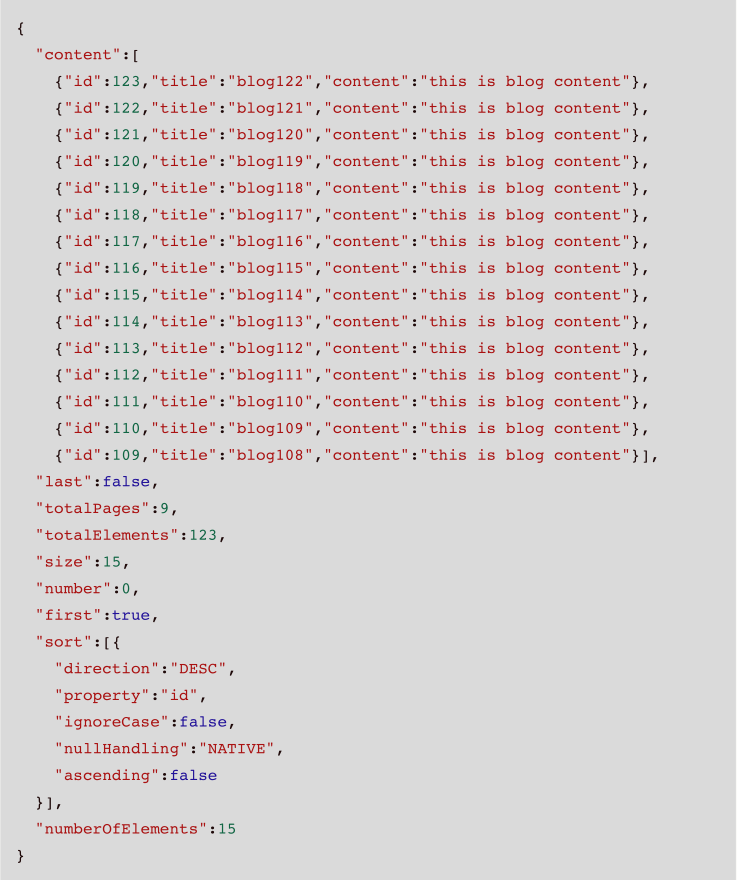 {
  "content":[
    {"id":123,"title":"blog122","content":"this is blog content"},
    {"id":122,"title":"blog121","content":"this is blog content"},
    {"id":121,"title":"blog120","content":"this is blog content"},
    {"id":120,"title":"blog119","content":"this is blog content"},
    {"id":119,"title":"blog118","content":"this is blog content"},
    {"id":118,"title":"blog117","content":"this is blog content"},
    {"id":117,"title":"blog116","content":"this is blog content"},
    {"id":116,"title":"blog115","content":"this is blog content"},
    {"id":115,"title":"blog114","content":"this is blog content"},
    {"id":114,"title":"blog113","content":"this is blog content"},
    {"id":113,"title":"blog112","content":"this is blog content"},
    {"id":112,"title":"blog111","content":"this is blog content"},
    {"id":111,"title":"blog110","content":"this is blog content"},
    {"id":110,"title":"blog109","content":"this is blog content"},
    {"id":109,"title":"blog108","content":"this is blog content"}],
  "last":false,
  "totalPages":9,
  "totalElements":123,
  "size":15,
  "number":0,
  "first":true,
  "sort":[{
    "direction":"DESC",
    "property":"id",
    "ignoreCase":false,
    "nullHandling":"NATIVE",
    "ascending":false
  }],
  "numberOfElements":15
}